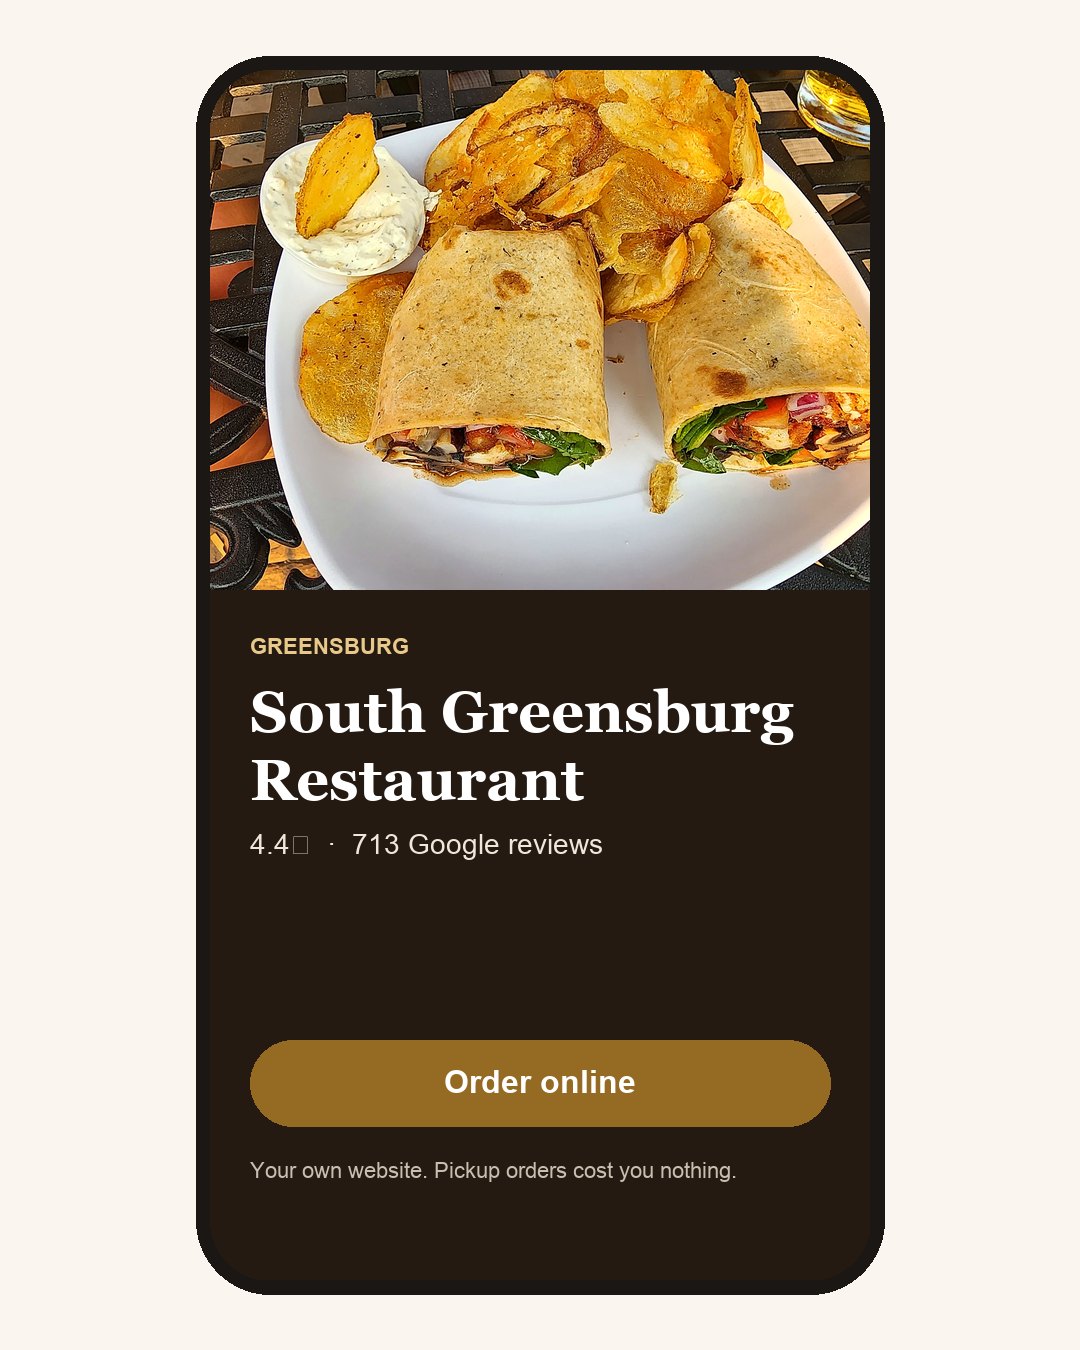 GREENSBURG
South Greensburg
Restaurant
4.4□ · 713 Google reviews
Order online
Your own website. Pickup orders cost you nothing.